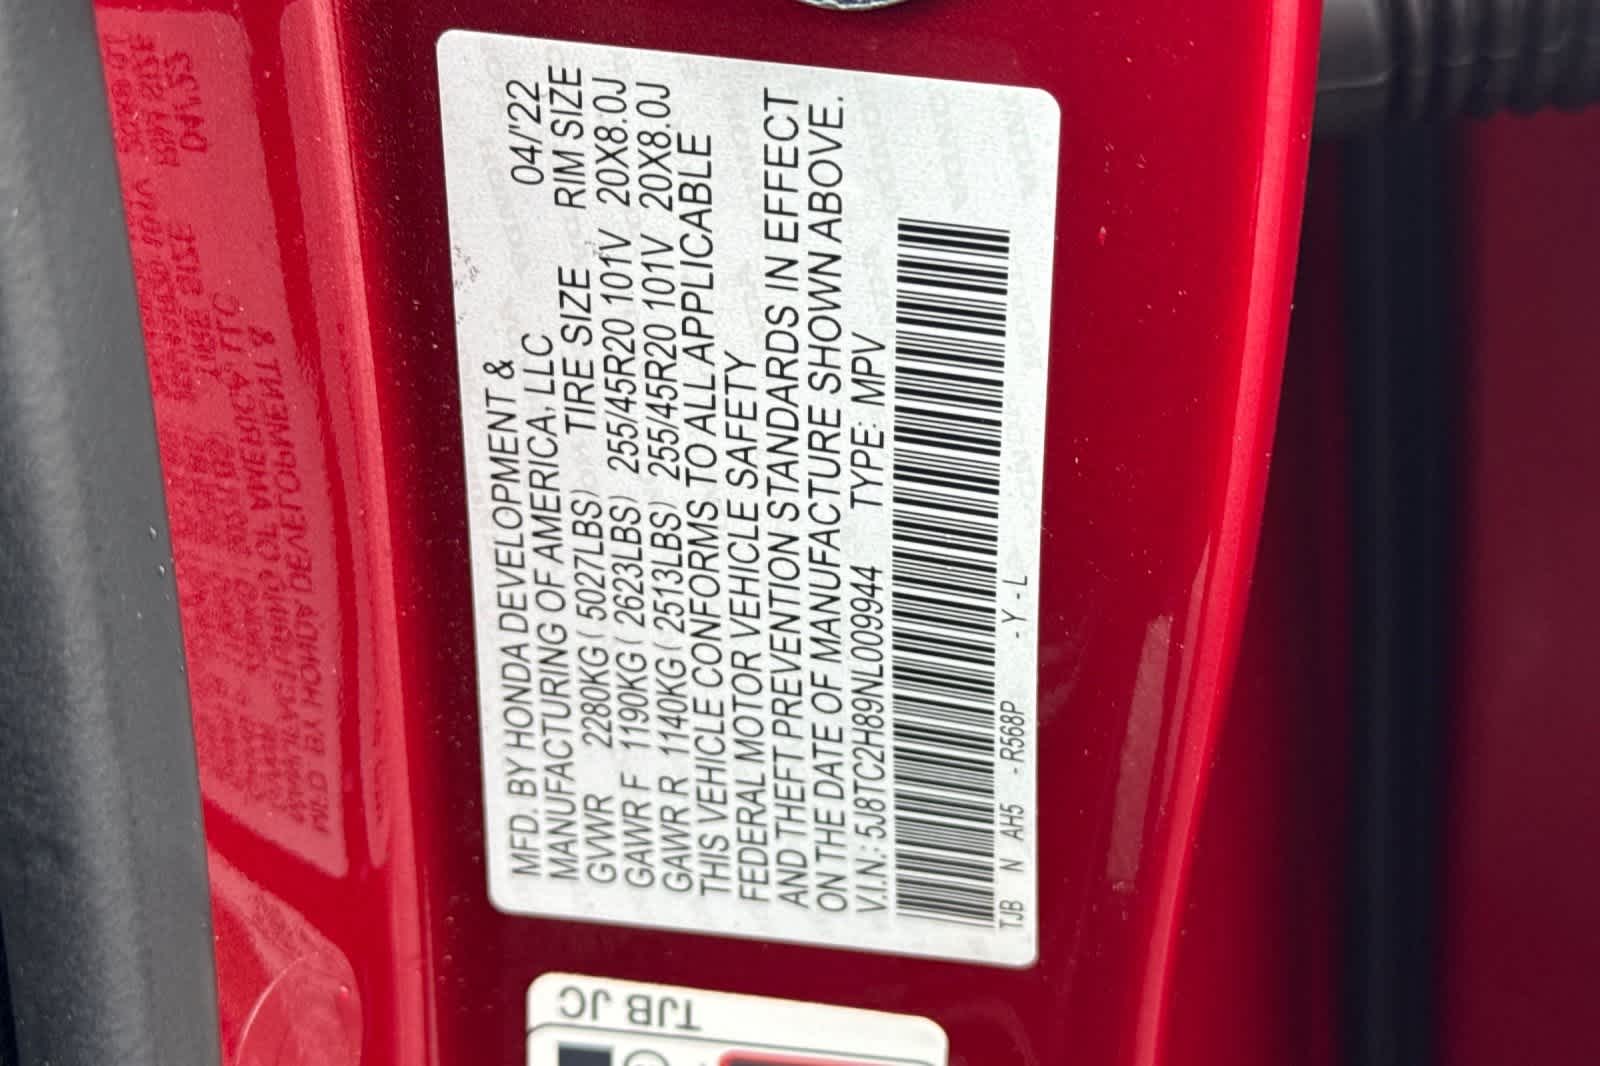 MFD. BY HONDA DEVELOPMENT & 04/'22
MANUFACTURING OF AMERICA, LLC
TIRE SIZE RIM SIZE
GVWR 2280KG ( 5027LBS)
GAWR F 1190KG ( 2623LBS) 255/45R20 101V 20X8.0J
GAWR R 1140KG ( 2513LBS) 255/45R20 101V 20X8.0J
THIS VEHICLE CONFORMS TO ALL APPLICABLE
FEDERAL MOTOR VEHICLE SAFETY
AND THEFT PREVENTION STANDARDS IN EFFECT
ON THE DATE OF MANUFACTURE SHOWN ABOVE.
V.I.N.: 5J8TC2H89NL009944 TYPE: MPV
TJB N AH5 - R568P - Y - L
TJB JC